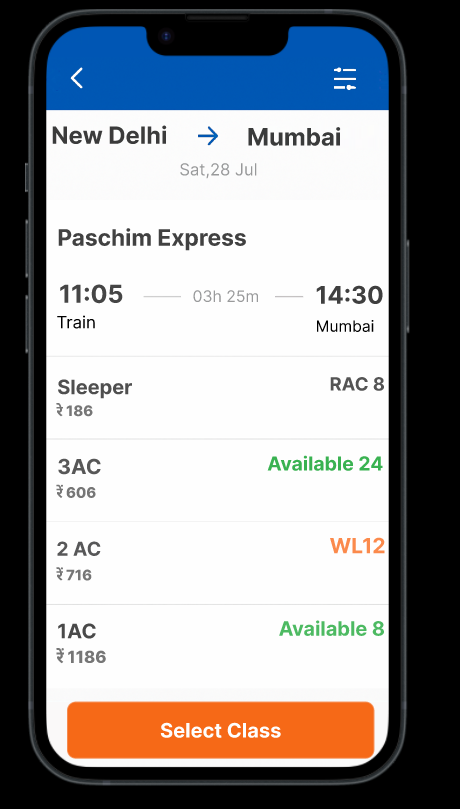 New Delhi → Mumbai
Sat,28 Jul
Paschim Express
11:05 03h 25m 14:30
Train Mumbai
Sleeper RAC 8
रे 186
3AC Available 24
रें 606
2 AC WL12
रें 716
1AC Available 8
रें 1186
Select Class